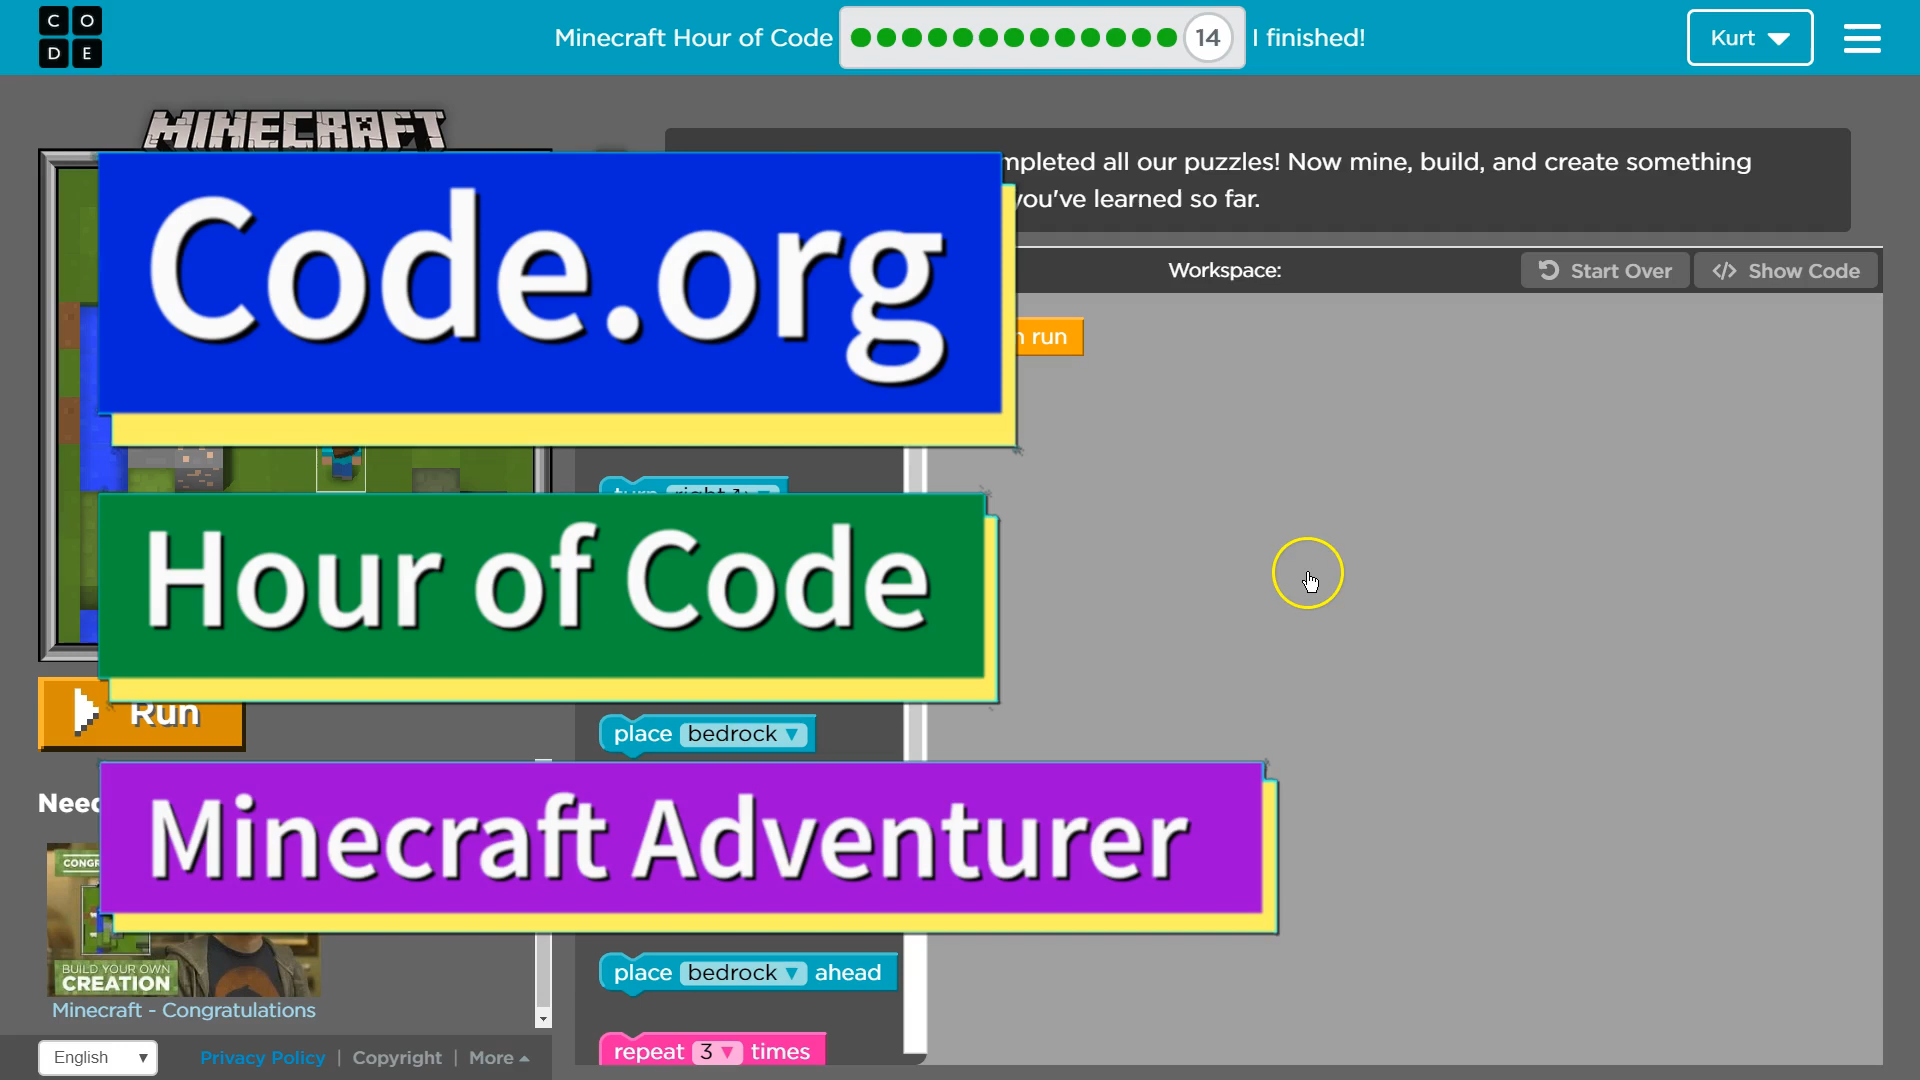 C O
D E
Minecraft Hour of Code
14
I finished!
Kurt
MINECRAFT
mpleted all our puzzles! Now mine, build, and create something
you've learned so far.
Code.org
Workspace:
Start Over
</> Show Code
run
turn right
Hour of Code
Run
place bedrock
Minecraft Adventurer
BUILD YOUR OWN
CREATION
Minecraft - Congratulations
place bedrock ahead
repeat 3 times
English
Privacy Policy | Copyright | More